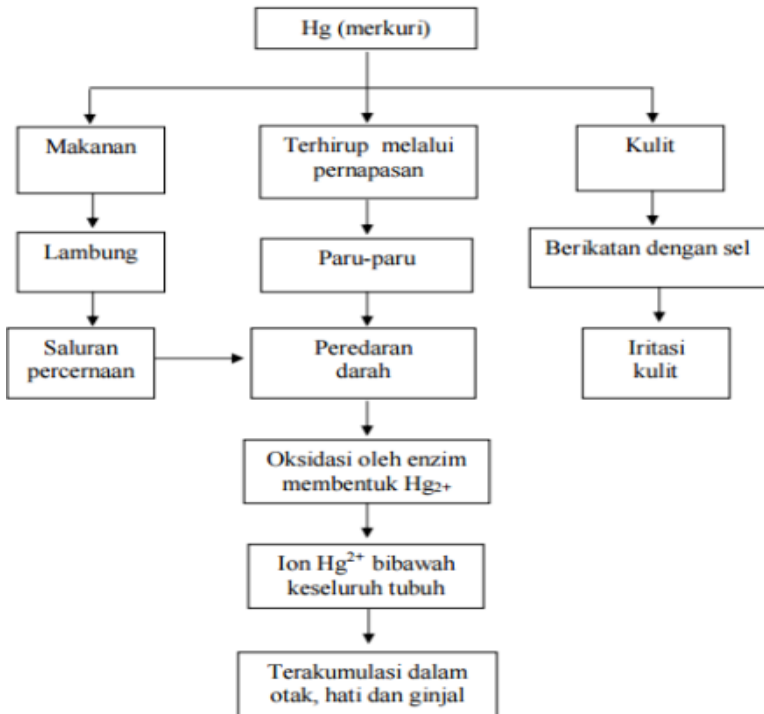 Hg (merkuri)
Makanan
Terhirup melalui
pernapasan
Kulit
Lambung
Paru-paru
Berikatan dengan sel
Saluran
percernaan
Peredaran
darah
Iritasi
kulit
Oksidasi oleh enzim
membentuk Hg₂₊
Ion Hg²⁺ bibawah
keseluruh tubuh
Terakumulasi dalam
otak, hati dan ginjal